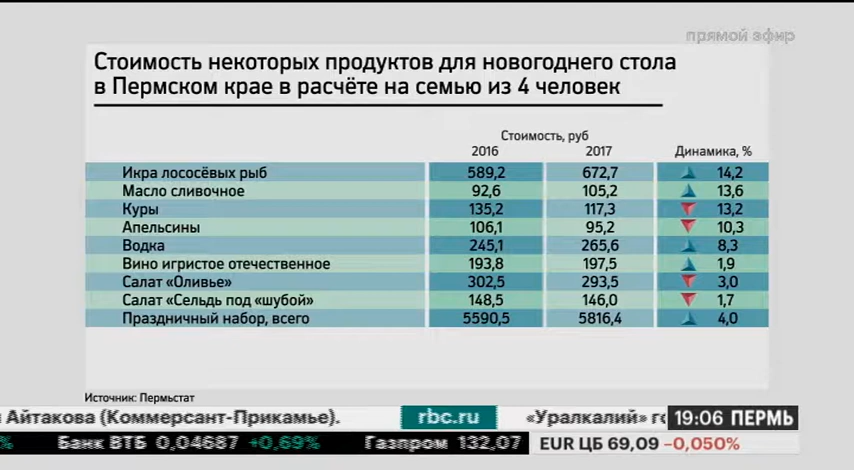 прямой эфир
Стоимость некоторых продуктов для новогоднего стола
в Пермском крае в расчёте на семью из 4 человек
Стоимость, руб
2016 2017 Динамика, %
Икра лососёвых рыб 589,2 672,7 14,2
Масло сливочное 92,6 105,2 13,6
Куры 135,2 117,3 13,2
Апельсины 106,1 95,2 10,3
Водка 245,1 265,6 8,3
Вино игристое отечественное 193,8 197,5 1,9
Салат «Оливье» 302,5 293,5 3,0
Салат «Сельдь под «шубой» 148,5 146,0 1,7
Праздничный набор, всего 5590,5 5816,4 4,0
Источник: Пермьстат
Айтакова (Коммерсант-Прикамье). rbc.ru «Уралкалий» 19:06 ПЕРМЬ
% Банк ВТБ 0,04687 +0,69% Газпром 132,07 EUR ЦБ 69,09 -0,050%